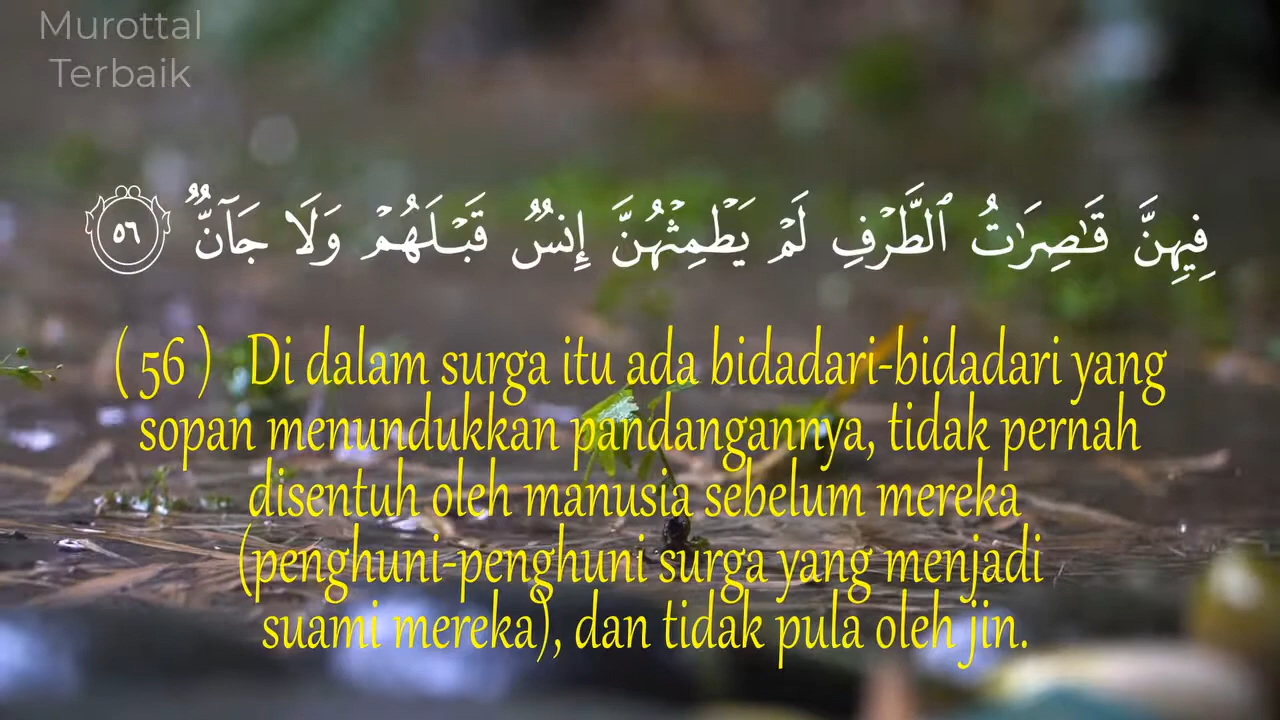 Murottal
Terbaik
فِيهِنَّ قَـٰصِرَٰتُ ٱلطَّرْفِ لَمْ يَطْمِثْهُنَّ إِنسٌ قَبْلَهُمْ وَلَا جَآنٌّ ٥٦
( 56 ) Di dalam surga itu ada bidadari-bidadari yang
sopan menundukkan pandangannya, tidak pernah
disentuh oleh manusia sebelum mereka
(penghuni-penghuni surga yang menjadi
suami mereka), dan tidak pula oleh jin.